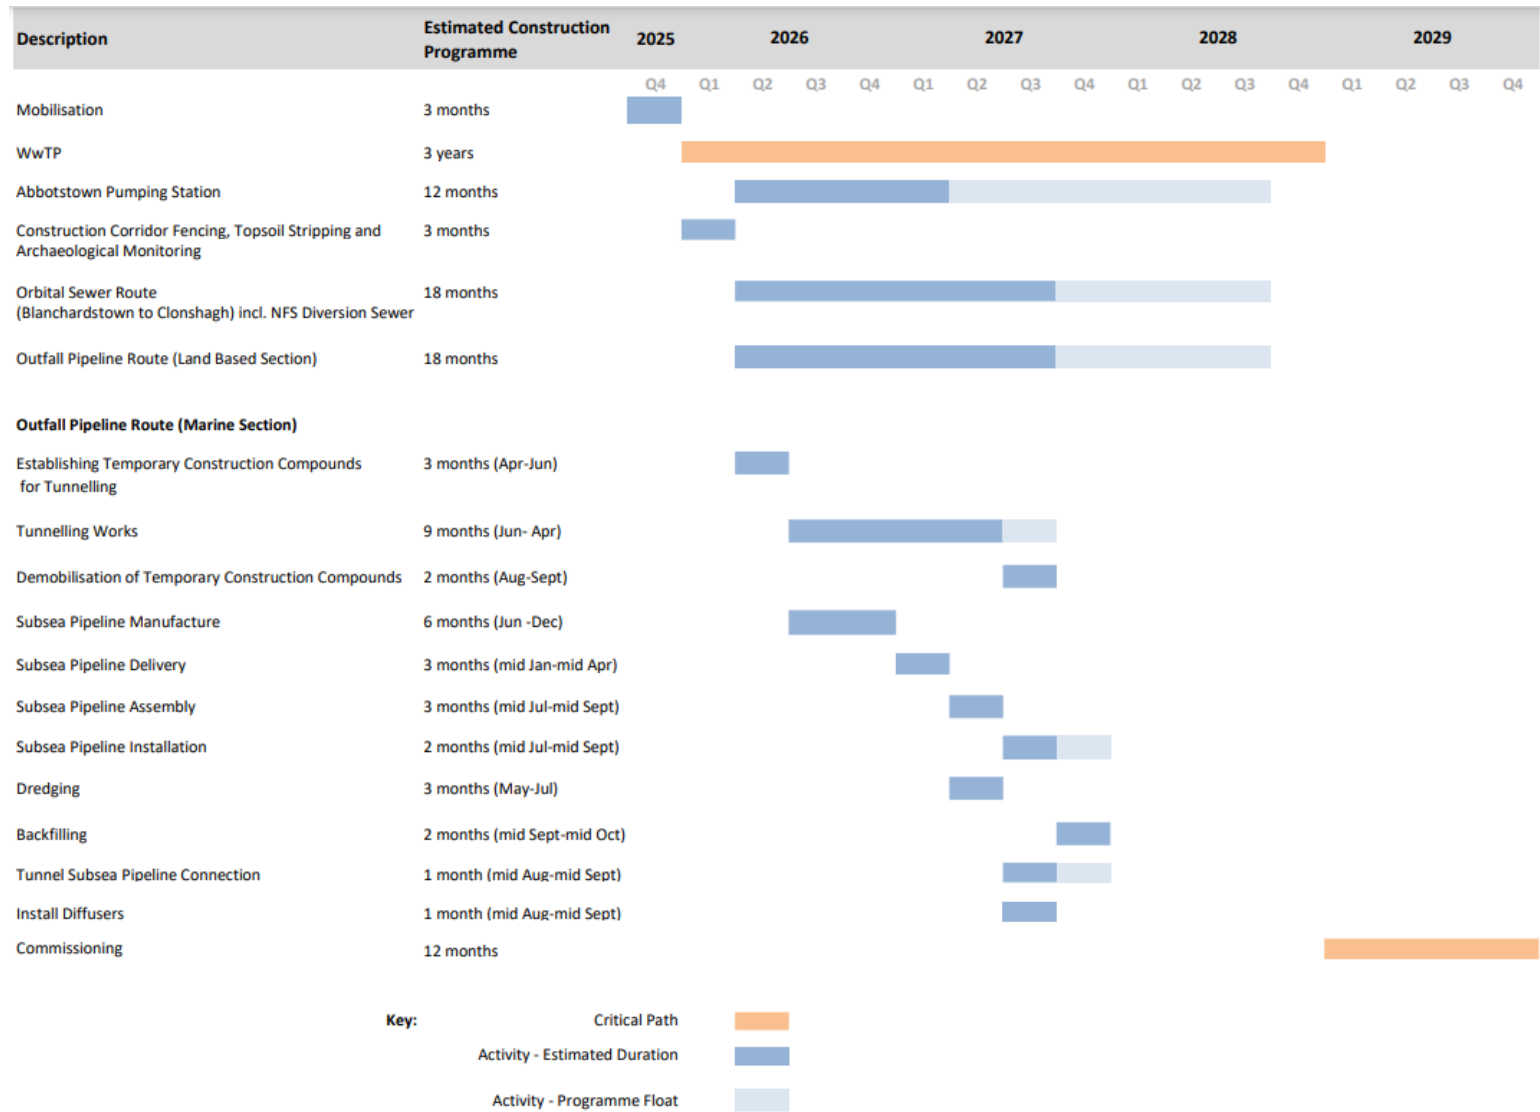 Description
Estimated Construction
Programme
2025 2026 2027 2028 2029
Q4 Q1 Q2 Q3 Q4 Q1 Q2 Q3 Q4 Q1 Q2 Q3 Q4 Q1 Q2 Q3 Q4
Mobilisation 3 months
WwTP 3 years
Abbotstown Pumping Station 12 months
Construction Corridor Fencing, Topsoil Stripping and 3 months
Archaeological Monitoring
Orbital Sewer Route 18 months
(Blanchardstown to Clonshagh) incl. NFS Diversion Sewer
Outfall Pipeline Route (Land Based Section) 18 months
Outfall Pipeline Route (Marine Section)
Establishing Temporary Construction Compounds 3 months (Apr-Jun)
for Tunnelling
Tunnelling Works 9 months (Jun- Apr)
Demobilisation of Temporary Construction Compounds 2 months (Aug-Sept)
Subsea Pipeline Manufacture 6 months (Jun -Dec)
Subsea Pipeline Delivery 3 months (mid Jan-mid Apr)
Subsea Pipeline Assembly 3 months (mid Jul-mid Sept)
Subsea Pipeline Installation 2 months (mid Jul-mid Sept)
Dredging 3 months (May-Jul)
Backfilling 2 months (mid Sept-mid Oct)
Tunnel Subsea Pipeline Connection 1 month (mid Aug-mid Sept)
Install Diffusers 1 month (mid Aug-mid Sept)
Commissioning 12 months
Key: Critical Path
Activity - Estimated Duration
Activity - Programme Float